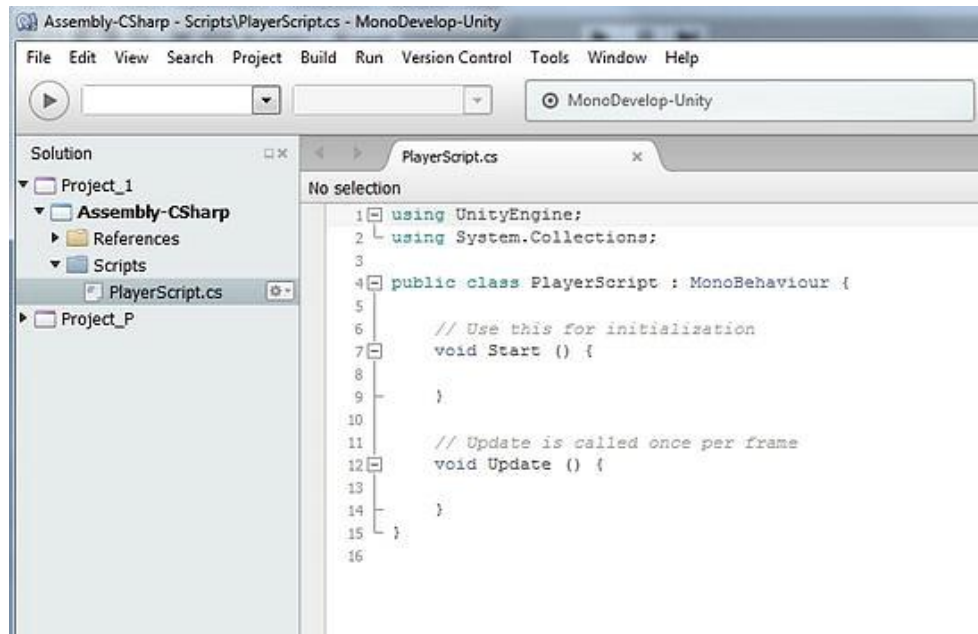 Assembly-CSharp - Scripts\PlayerScript.cs - MonoDevelop-Unity
File Edit View Search Project Build Run Version Control Tools Window Help
MonoDevelop-Unity
Solution
PlayerScript.cs
Project_1
No selection
Assembly-CSharp
References
Scripts
PlayerScript.cs
Project_P
1 using UnityEngine;
2 using System.Collections;
3
4 public class PlayerScript : MonoBehaviour {
5
6 // Use this for initialization
7 void Start () {
8
9 }
10
11 // Update is called once per frame
12 void Update () {
13
14 }
15 }
16